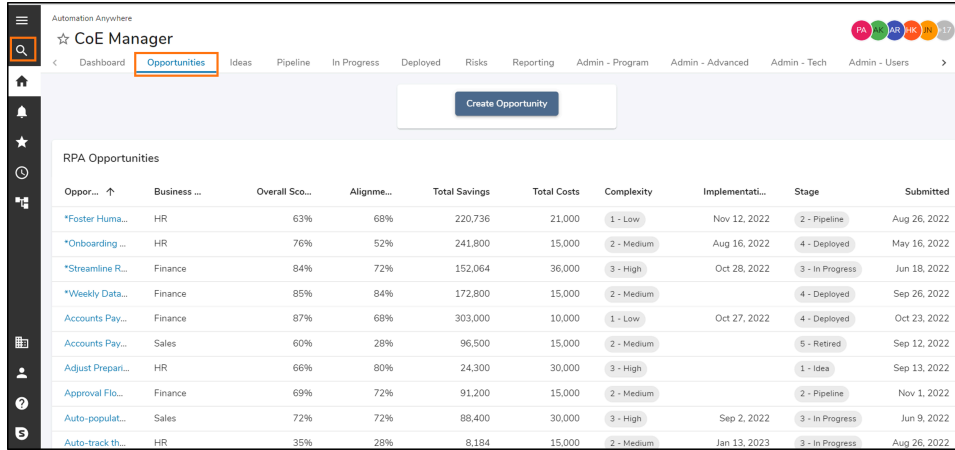 Automation Anywhere
CoE Manager
PA AK AR HK JN +17
Dashboard Opportunities Ideas Pipeline In Progress Deployed Risks Reporting Admin - Program Admin - Advanced Admin - Tech Admin - Users
Create Opportunity
RPA Opportunities
Oppor... Business ... Overall Sco... Alignme... Total Savings Total Costs Complexity Implementati... Stage Submitted
*Foster Huma... HR 63% 68% 220,736 21,000 1 - Low Nov 12, 2022 2 - Pipeline Aug 26, 2022
*Onboarding ... HR 76% 52% 241,800 15,000 2 - Medium Aug 16, 2022 4 - Deployed May 16, 2022
*Streamline R... Finance 84% 72% 152,064 36,000 3 - High Oct 28, 2022 3 - In Progress Jun 18, 2022
*Weekly Data... Finance 85% 84% 172,800 15,000 2 - Medium 4 - Deployed Sep 26, 2022
Accounts Pay... Finance 87% 68% 303,000 10,000 1 - Low Oct 27, 2022 4 - Deployed Oct 23, 2022
Accounts Pay... Sales 60% 28% 96,500 15,000 2 - Medium 5 - Retired Sep 12, 2022
Adjust Prepari... HR 66% 80% 24,300 30,000 3 - High 1 - Idea Sep 13, 2022
Approval Flo... Finance 69% 72% 91,200 15,000 2 - Medium 2 - Pipeline Nov 1, 2022
Auto-populat... Sales 72% 72% 88,400 30,000 3 - High Sep 2, 2022 3 - In Progress Jun 9, 2022
Auto-track th... HR 35% 28% 8,184 15,000 2 - Medium Jan 13, 2023 3 - In Progress Aug 26, 2022